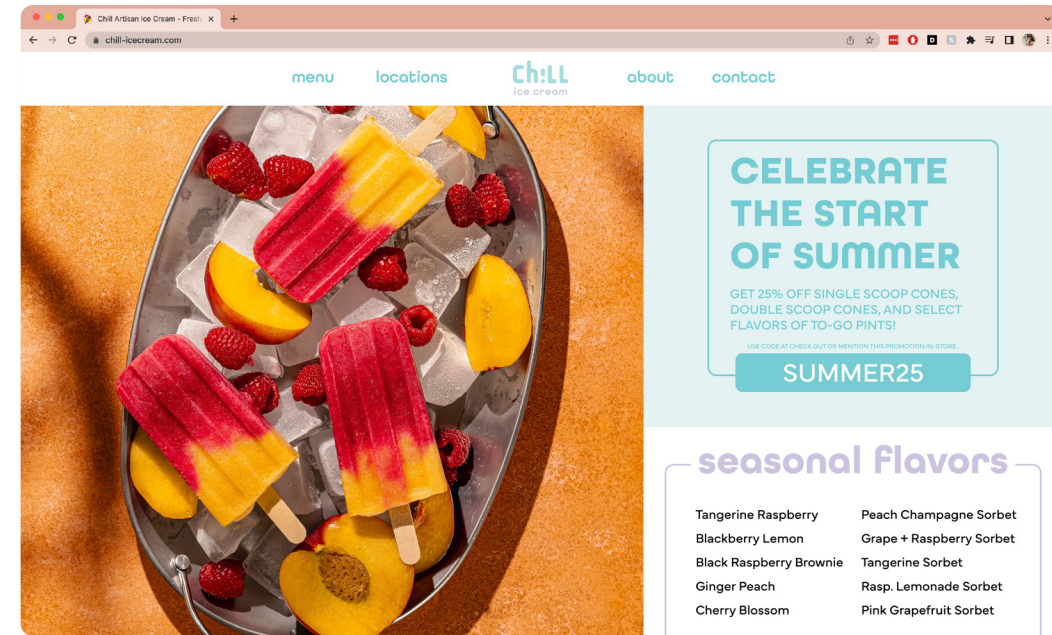 Chill Artisan Ice Cream - Fresh
chill-icecream.com
menu
locations
ch:ll
ice cream
about
contact
CELEBRATE
THE START
OF SUMMER
GET 25% OFF SINGLE SCOOP CONES,
DOUBLE SCOOP CONES, AND SELECT
FLAVORS OF TO-GO PINTS!
USE CODE AT CHECK OUT OR MENTION THIS PROMOTION IN-STORE
SUMMER25
seasonal flavors
Tangerine Raspberry
Blackberry Lemon
Black Raspberry Brownie
Ginger Peach
Cherry Blossom
Peach Champagne Sorbet
Grape + Raspberry Sorbet
Tangerine Sorbet
Rasp. Lemonade Sorbet
Pink Grapefruit Sorbet